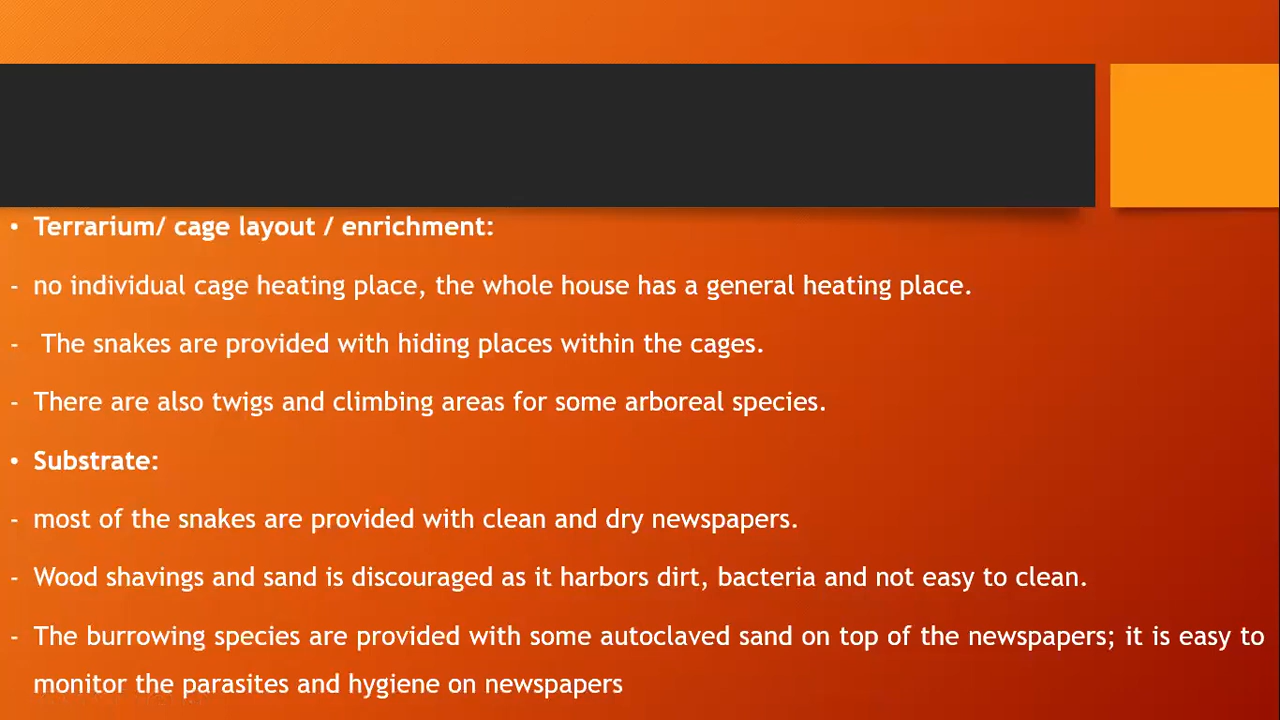 • Terrarium/ cage layout / enrichment:
- no individual cage heating place, the whole house has a general heating place.
- The snakes are provided with hiding places within the cages.
- There are also twigs and climbing areas for some arboreal species.
• Substrate:
- most of the snakes are provided with clean and dry newspapers.
- Wood shavings and sand is discouraged as it harbors dirt, bacteria and not easy to clean.
- The burrowing species are provided with some autoclaved sand on top of the newspapers; it is easy to
monitor the parasites and hygiene on newspapers